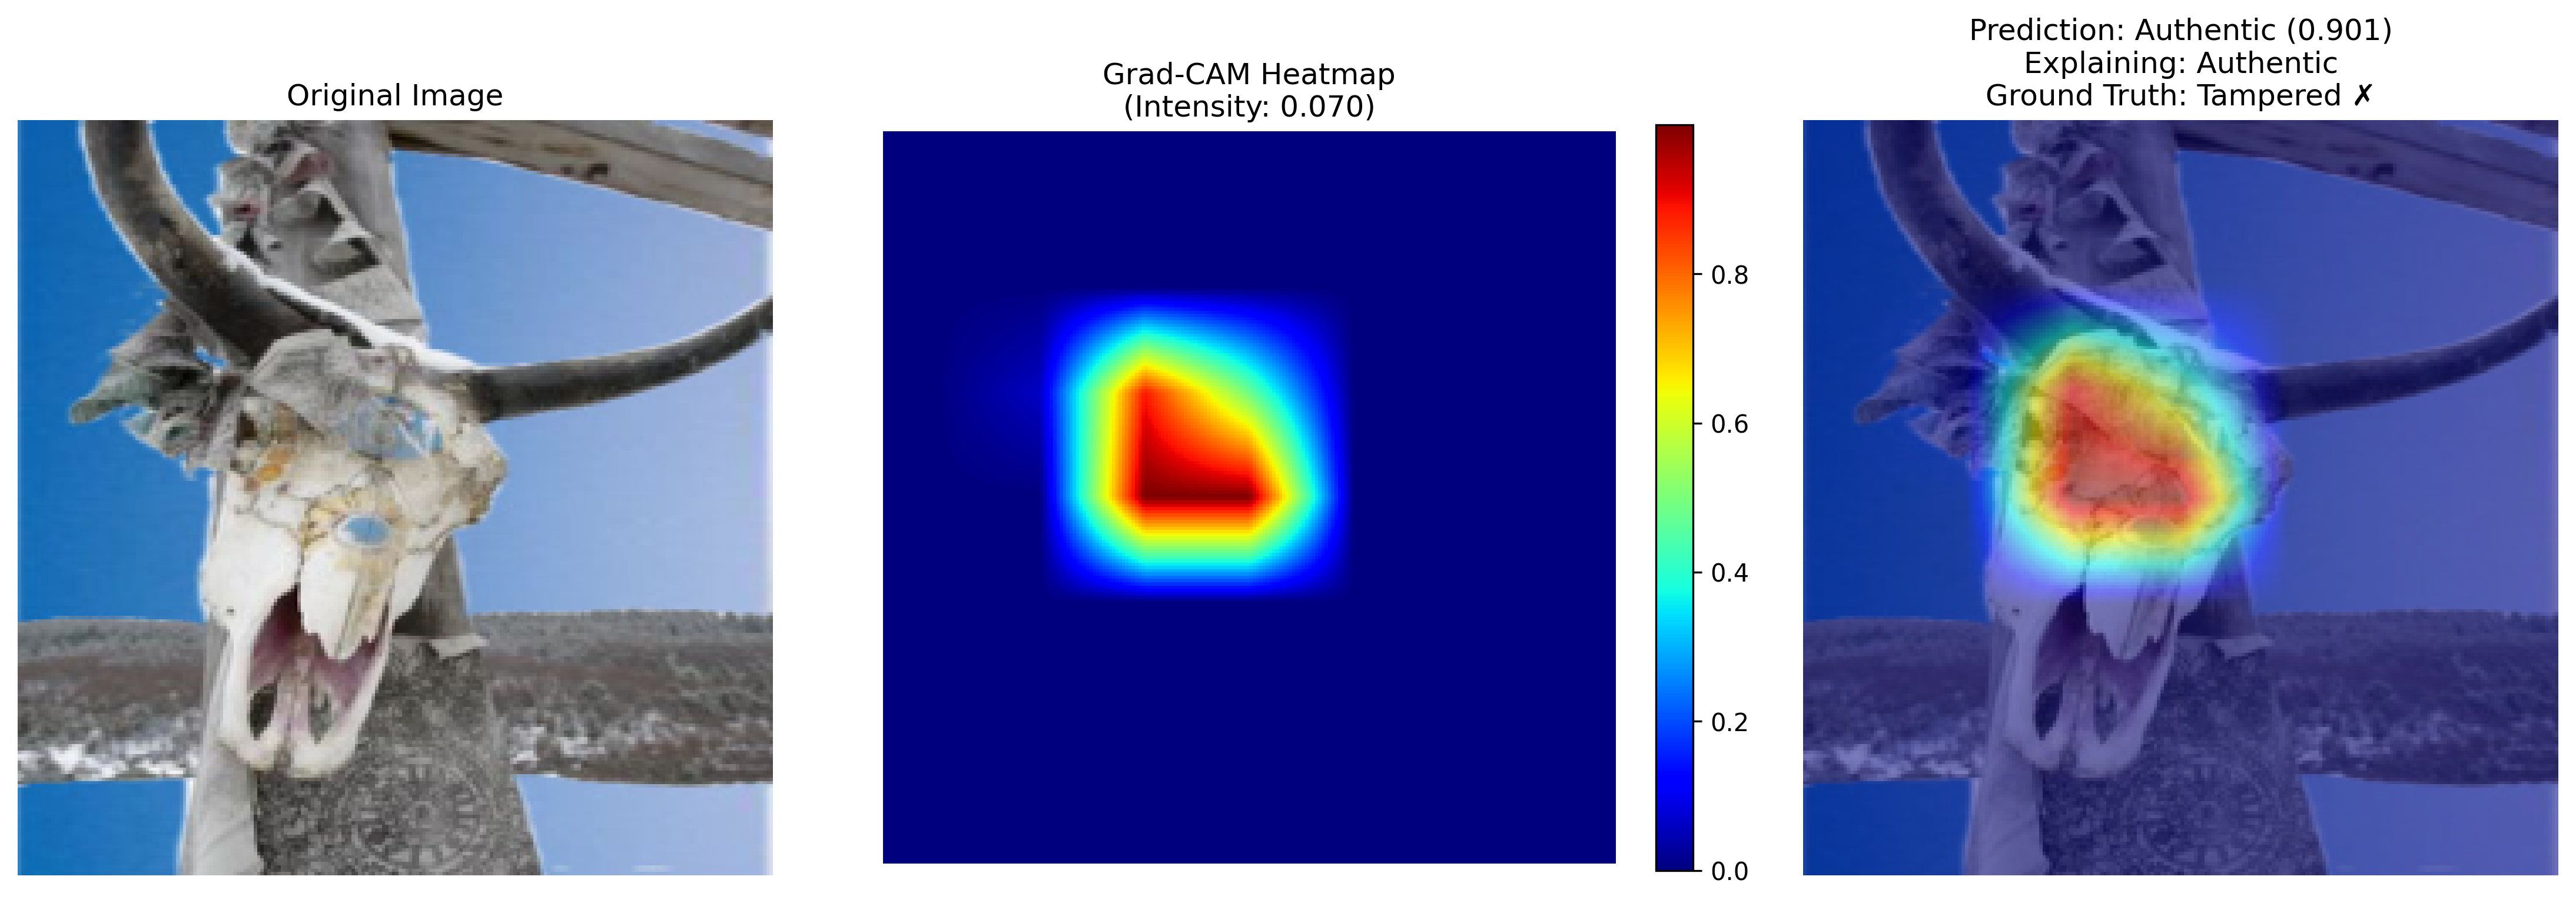 Original Image
Grad-CAM Heatmap
(Intensity: 0.070)
0.8
0.6
0.4
0.2
0.0
Prediction: Authentic (0.901)
Explaining: Authentic
Ground Truth: Tampered ✗